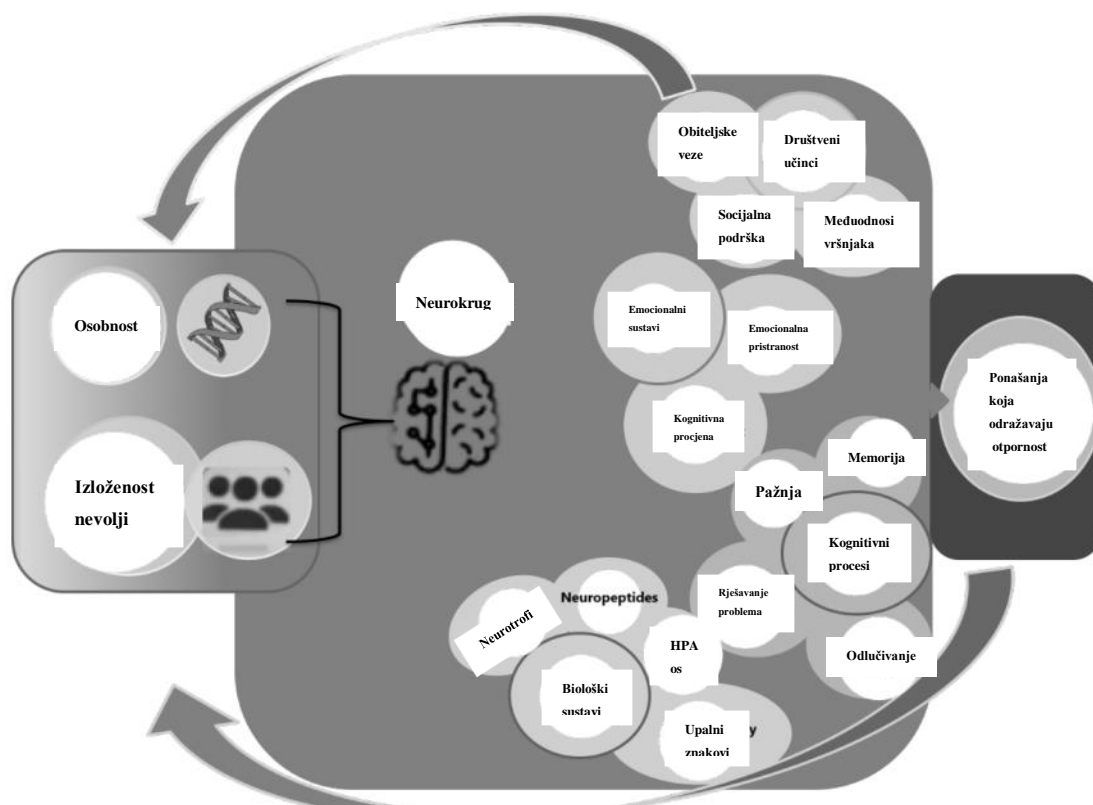 Obiteljske
veze
Društveni
učinci
Socijalna
podrška
Međuodnosi
vršnjaka
Osobnost
Neurokrug
Emocionalni
sustavi
Emocionalna
pristranost
Kognitivna
procjena
Ponašanja
koja
odražavaju
otpornost
Memorija
Pažnja
Izloženost
nevolji
Kognitivni
procesi
Neuropeptides
Neurotrofi
Rješavanje
problema
HPA
os
Odlučivanje
Biološki
sustavi
Upalni
znakovi